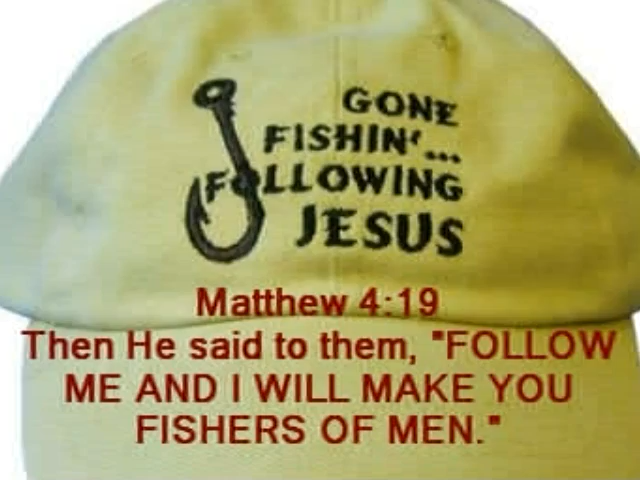 GONE
FISHIN'...
FOLLOWING
JESUS
Matthew 4:19
Then He said to them, "FOLLOW
ME AND I WILL MAKE YOU
FISHERS OF MEN."